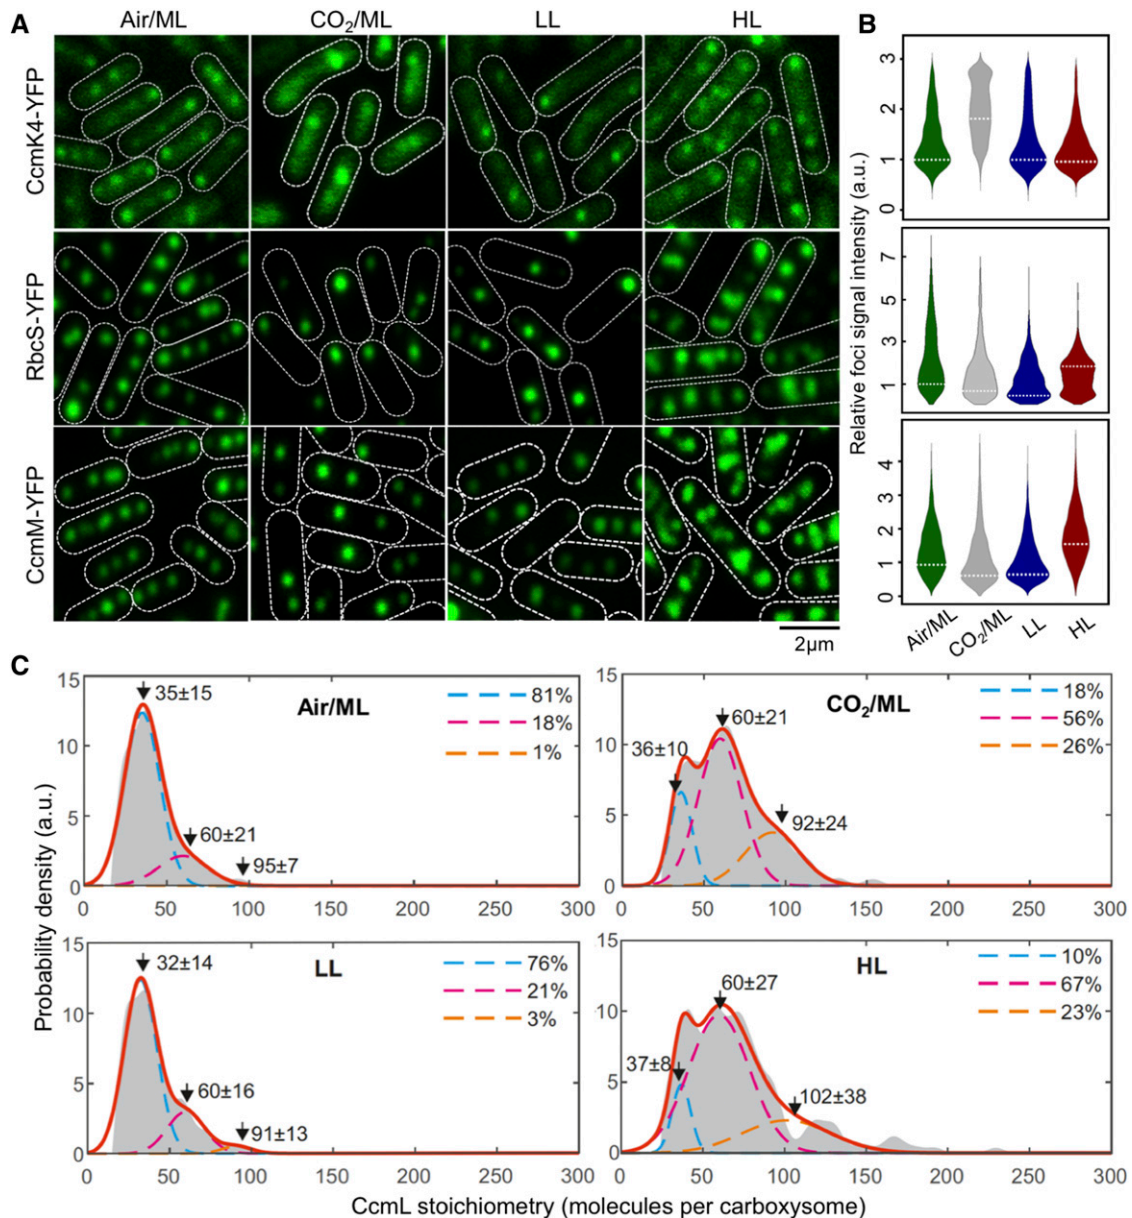 A
Air/ML CO₂/ML LL HL
CcmK4-YFP
RbcS-YFP
CcmM-YFP
2µm
B
Relative foci signal intensity (a.u.)
3
2
1
0
7
5
3
1
4
3
2
1
0
Air/ML CO₂/ML LL HL
C
Probability density (a.u.)
Air/ML
15
10
5
0
35±15
60±21
95±7
81%
18%
1%
0 50 100 150 200 250 300
CO₂/ML
15
10
5
0
36±10
60±21
92±24
18%
56%
26%
0 50 100 150 200 250 300
LL
15
10
5
0
32±14
60±16
91±13
76%
21%
3%
0 50 100 150 200 250 300
HL
15
10
5
0
37±8
60±27
102±38
10%
67%
23%
0 50 100 150 200 250 300
CcmL stoichiometry (molecules per carboxysome)